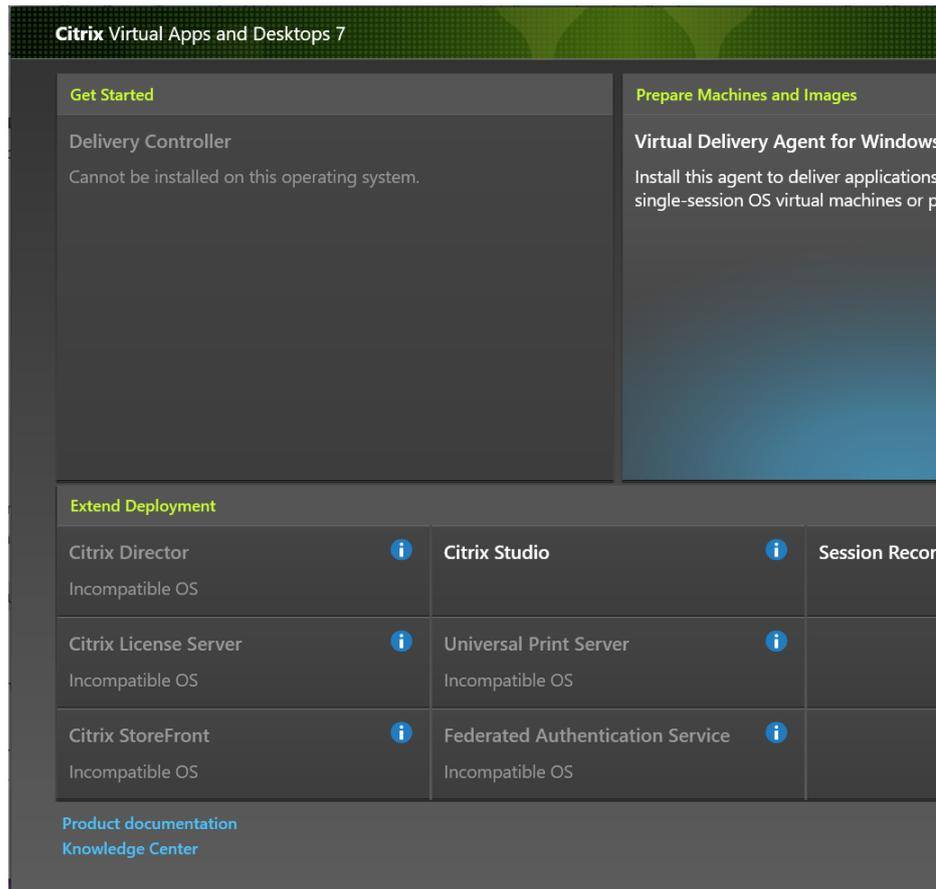 Citrix Virtual Apps and Desktops 7
Get Started
Delivery Controller
Cannot be installed on this operating system.
Prepare Machines and Images
Virtual Delivery Agent for Windows
Install this agent to deliver applications
single-session OS virtual machines or p
Extend Deployment
Citrix Director
Incompatible OS
Citrix Studio
Session Recor
Citrix License Server
Incompatible OS
Universal Print Server
Incompatible OS
Citrix StoreFront
Incompatible OS
Federated Authentication Service
Incompatible OS
Product documentation
Knowledge Center